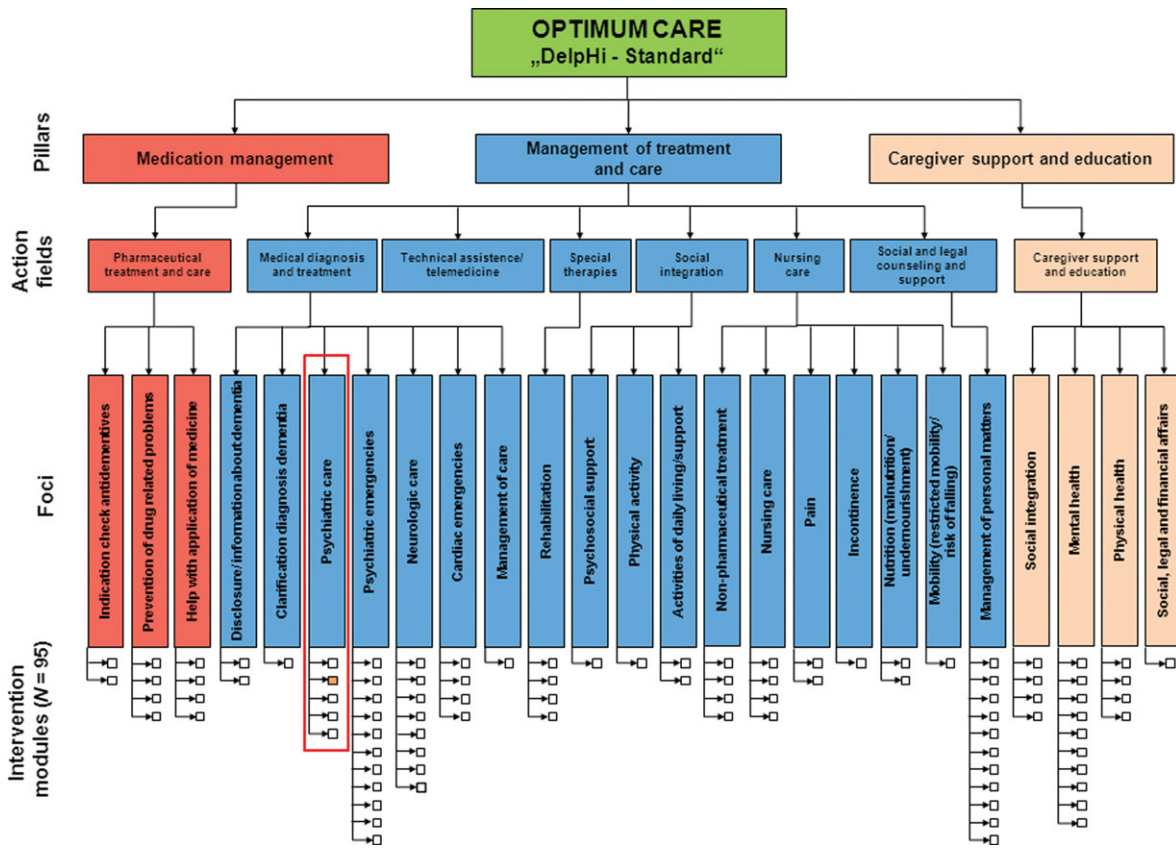 OPTIMUM CARE
„DelpHi - Standard“
Pillars
Medication management
Management of treatment
and care
Caregiver support and education
Action
fields
Pharmaceutical
treatment and care
Medical diagnosis
and treatment
Technical assistence/
telemedicine
Special
therapies
Social
integration
Nursing
care
Social and legal
counseling and
support
Caregiver support
and education
Foci
Indication check antidementives
Prevention of drug related problems
Help with application of medicine
Disclosure/ information about dementia
Clarification diagnosis dementia
Psychiatric care
Psychiatric emergencies
Neurologic care
Cardiac emergencies
Management of care
Rehabilitation
Psychosocial support
Physical activity
Activities of daily living/support
Non-pharmaceutical treatment
Nursing care
Pain
Incontinence
Nutrition (malnutrition/
undernourishment)
Mobility (restricted mobility/
risk of falling)
Management of personal matters
Social integration
Mental health
Physical health
Social, legal and financial affairs
Intervention
modules (N = 95)